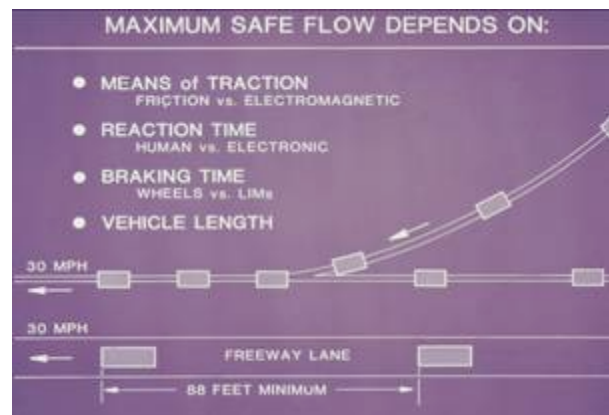 MAXIMUM SAFE FLOW DEPENDS ON:
MEANS of TRACTION
FRICTION vs. ELECTROMAGNETIC
REACTION TIME
HUMAN vs. ELECTRONIC
BRAKING TIME
WHEELS vs. LIMs
VEHICLE LENGTH
30 MPH
30 MPH
FREEWAY LANE
88 FEET MINIMUM